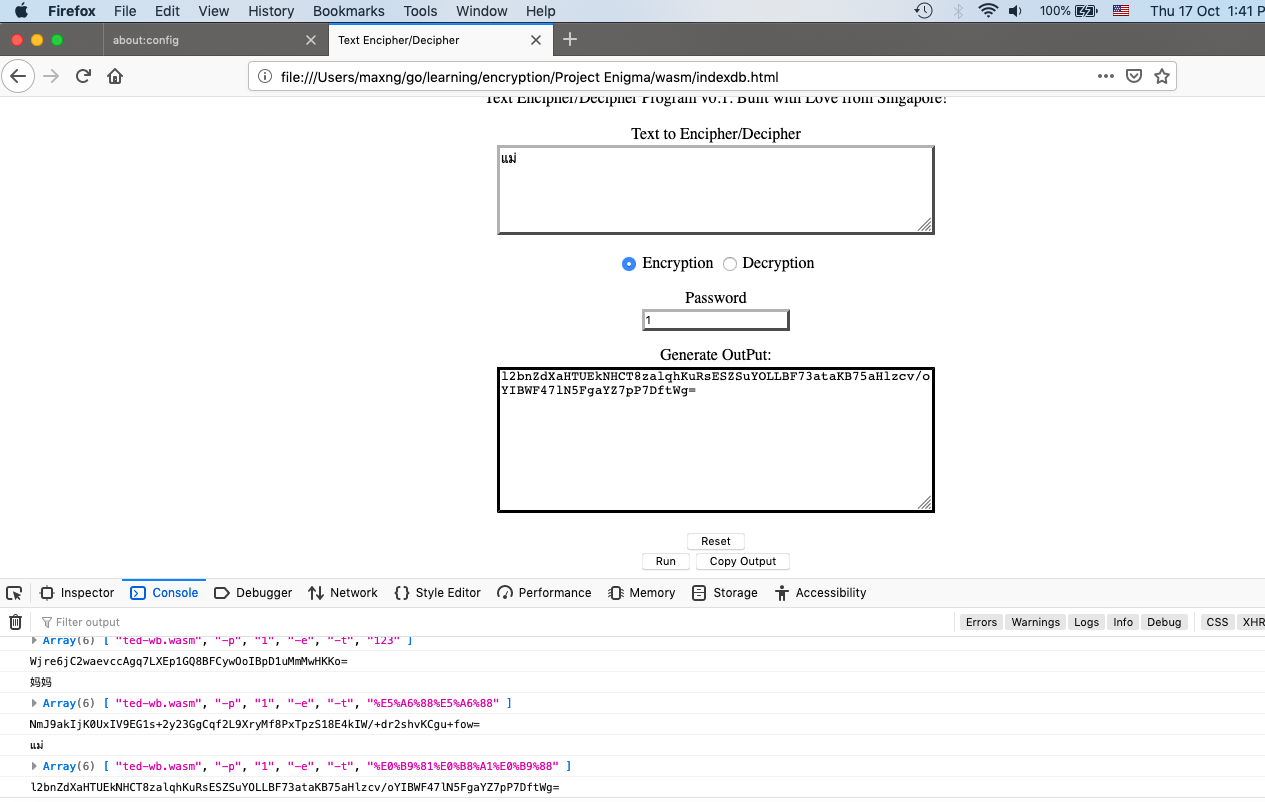 Firefox File Edit View History Bookmarks Tools Window Help 100% Thu 17 Oct 1:41 P
about:config Text Encipher/Decipher
file:///Users/maxng/go/learning/encryption/Project Enigma/wasm/indexdb.html
Text Encipher/Decipher Program v0.1. Built with Love from Singapore!
Text to Encipher/Decipher
แม่
Encryption Decryption
Password
1
Generate OutPut:
l2bnZdXaHTUEkNHCT8zalqhKuRsESZSuYOLLBF73ataKB75aHlzcv/o
YIBWF47lN5FgaYZ7pP7DftWg=
Reset
Run Copy Output
Inspector Console Debugger Network Style Editor Performance Memory Storage Accessibility
Filter output Errors Warnings Logs Info Debug CSS XHR
Array(6) [ "ted-wb.wasm", "-p", "1", "-e", "-t", "123" ]
Wjre6jC2waevccAgq7LXEp1GQ8BFCywOoIBpD1uMmMwHKKo=
妈妈
Array(6) [ "ted-wb.wasm", "-p", "1", "-e", "-t", "%E5%A6%88%E5%A6%88" ]
NmJ9akIjK0UxIV9EG1s+2y23GgCqf2L9XryMf8PxTpzS18E4kIW/+dr2shvKCgu+fow=
แม่
Array(6) [ "ted-wb.wasm", "-p", "1", "-e", "-t", "%E0%B9%81%E0%B8%A1%E0%B9%88" ]
l2bnZdXaHTUEkNHCT8zalqhKuRsESZSuYOLLBF73ataKB75aHlzcv/oYIBWF47lN5FgaYZ7pP7DftWg=